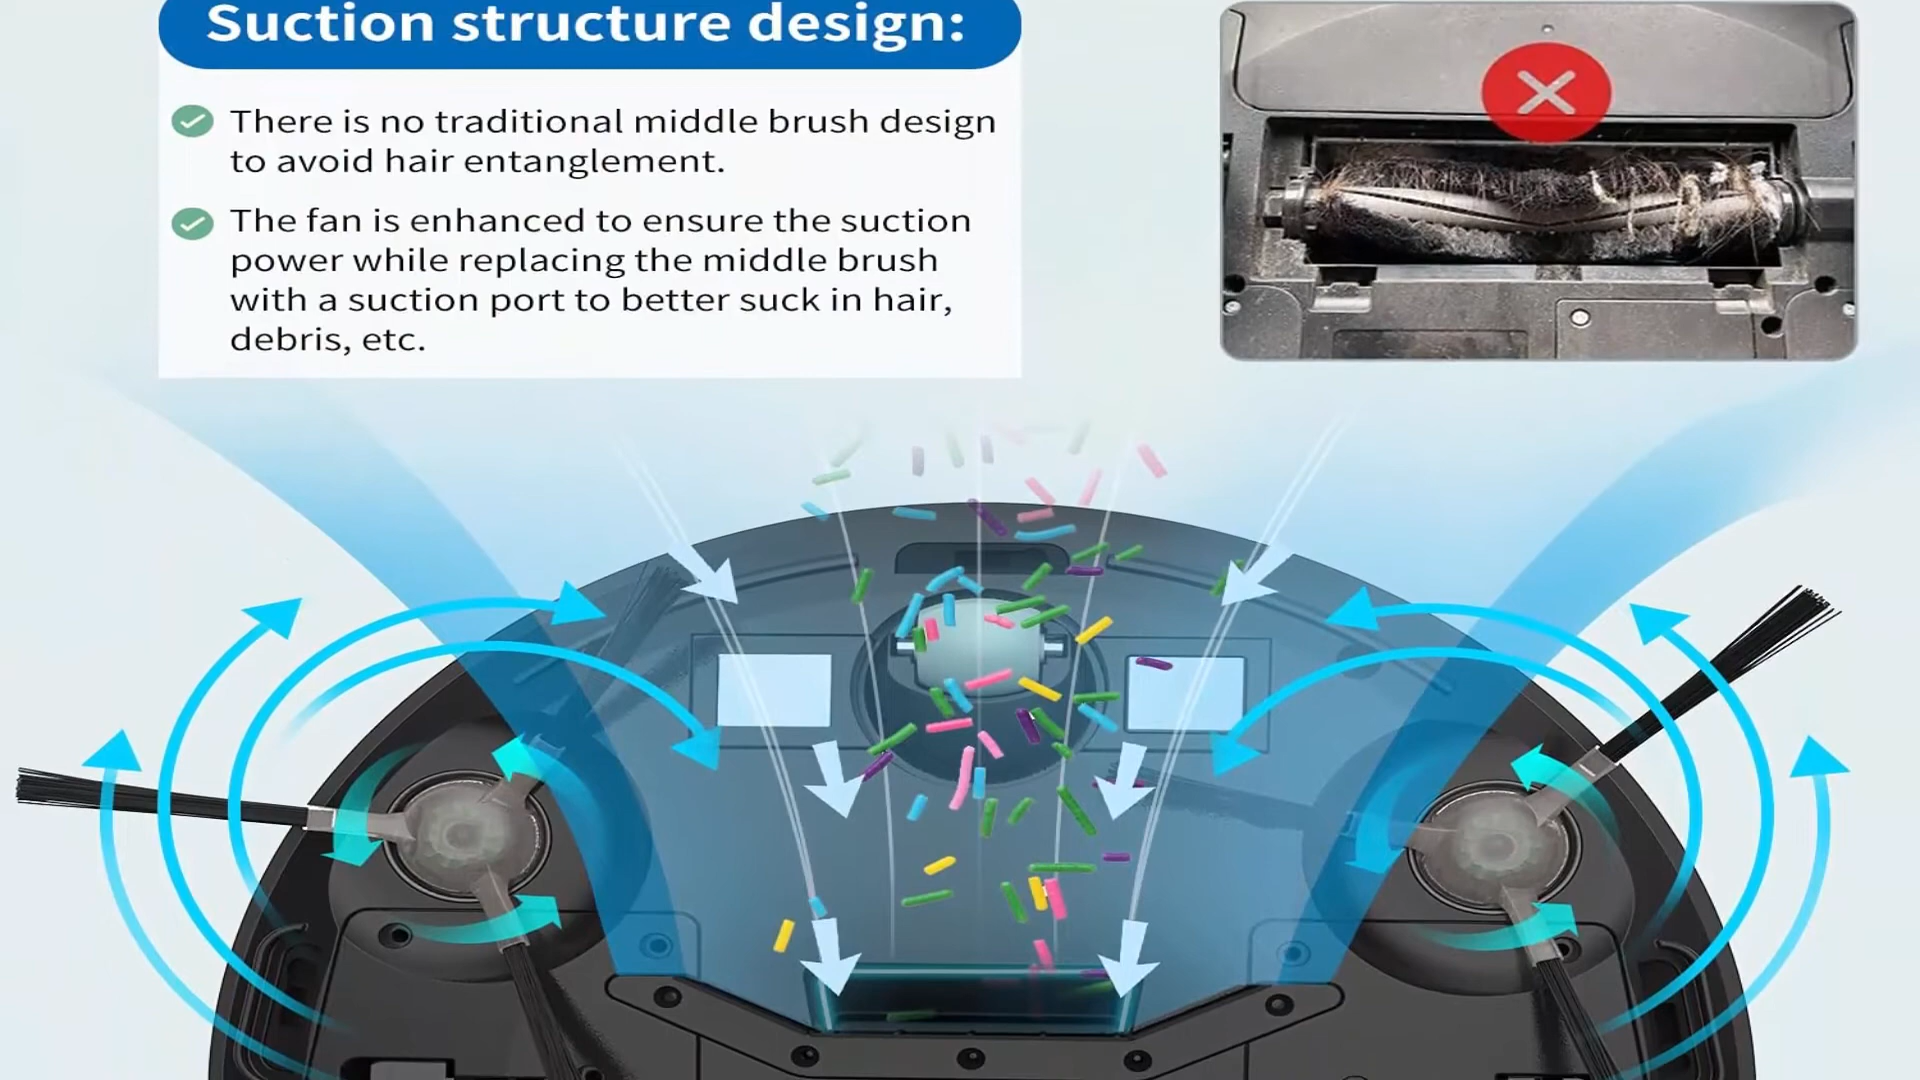 Suction structure design:
There is no traditional middle brush design
to avoid hair entanglement.
The fan is enhanced to ensure the suction
power while replacing the middle brush
with a suction port to better suck in hair,
debris, etc.